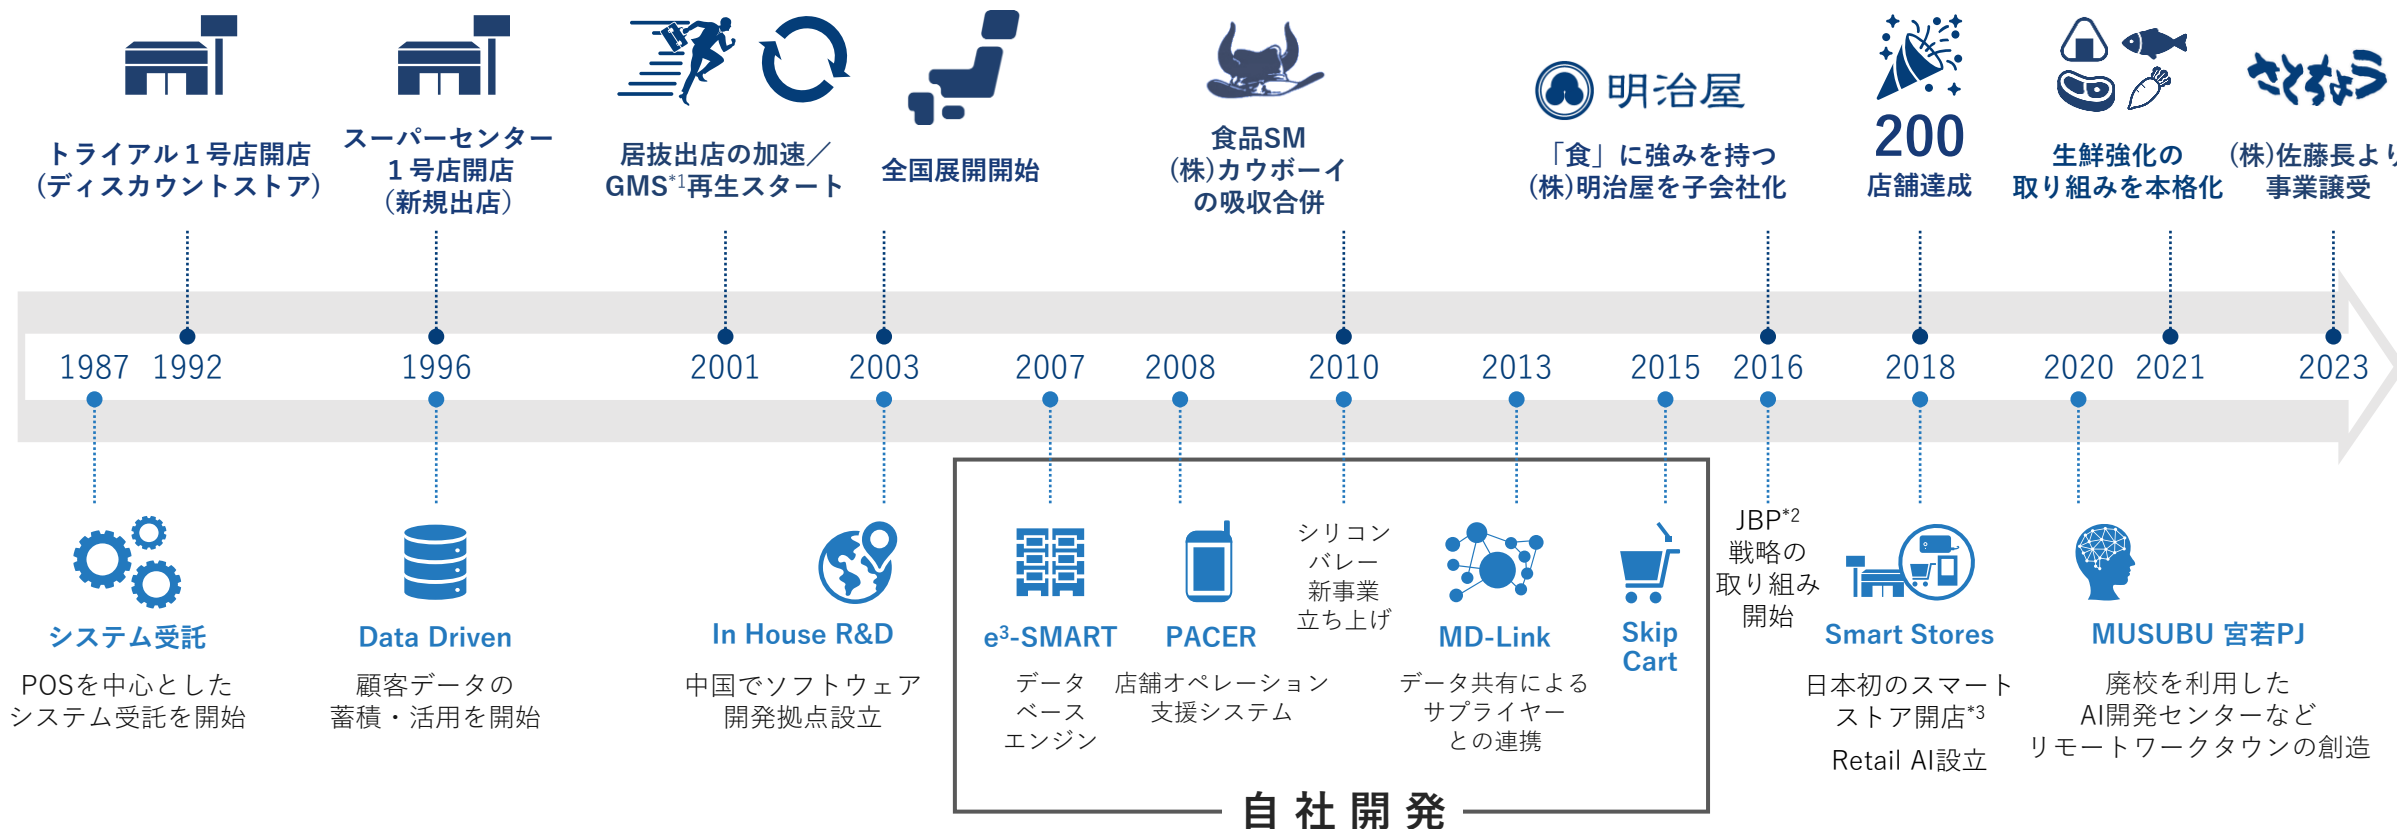 トライアル１号店開店
(ディスカウントストア)
スーパーセンター
１号店開店
（新規出店）
居抜出店の加速／
GMS*1再生スタート
全国展開開始
食品SM
(株)カウボーイ
の吸収合併
明治屋
「食」に強みを持つ
(株)明治屋を子会社化
200
店舗達成
生鮮強化の
取り組みを本格化
さとちょう
(株)佐藤長より
事業譲受
1987
1992
1996
2001
2003
2007
2008
2010
2013
2015
2016
2018
2020
2021
2023
システム受託
POSを中心とした
システム受託を開始
Data Driven
顧客データの
蓄積・活用を開始
In House R&D
中国でソフトウェア
開発拠点設立
e3-SMART
データ
ベース
エンジン
PACER
店舗オペレーション
支援システム
シリコン
バレー
新事業
立ち上げ
MD-Link
データ共有による
サプライヤー
との連携
Skip
Cart
JBP*2
戦略の
取り組み
開始
Smart Stores
日本初のスマート
ストア開店*3
Retail AI設立
MUSUBU 宮若PJ
廃校を利用した
AI開発センターなど
リモートワークタウンの創造
自社開発